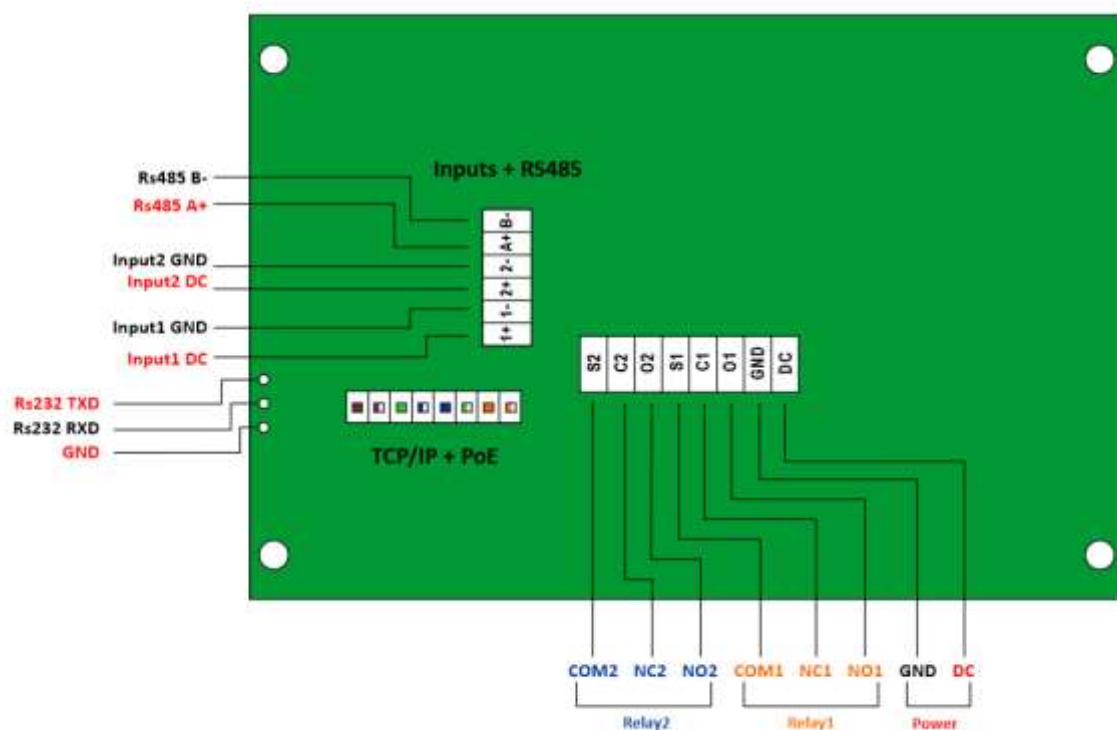 Inputs + RS485
Rs485 B-
Rs485 A+
Input2 GND
Input2 DC
Input1 GND
Input1 DC
B-
A+
2-
2+
1-
1+
Rs232 TXD
Rs232 RXD
GND
TCP/IP + PoE
S2 C2 O2 S1 C1 O1 GND DC
COM2 NC2 NO2 COM1 NC1 NO1 GND DC
Relay2 Relay1 Power